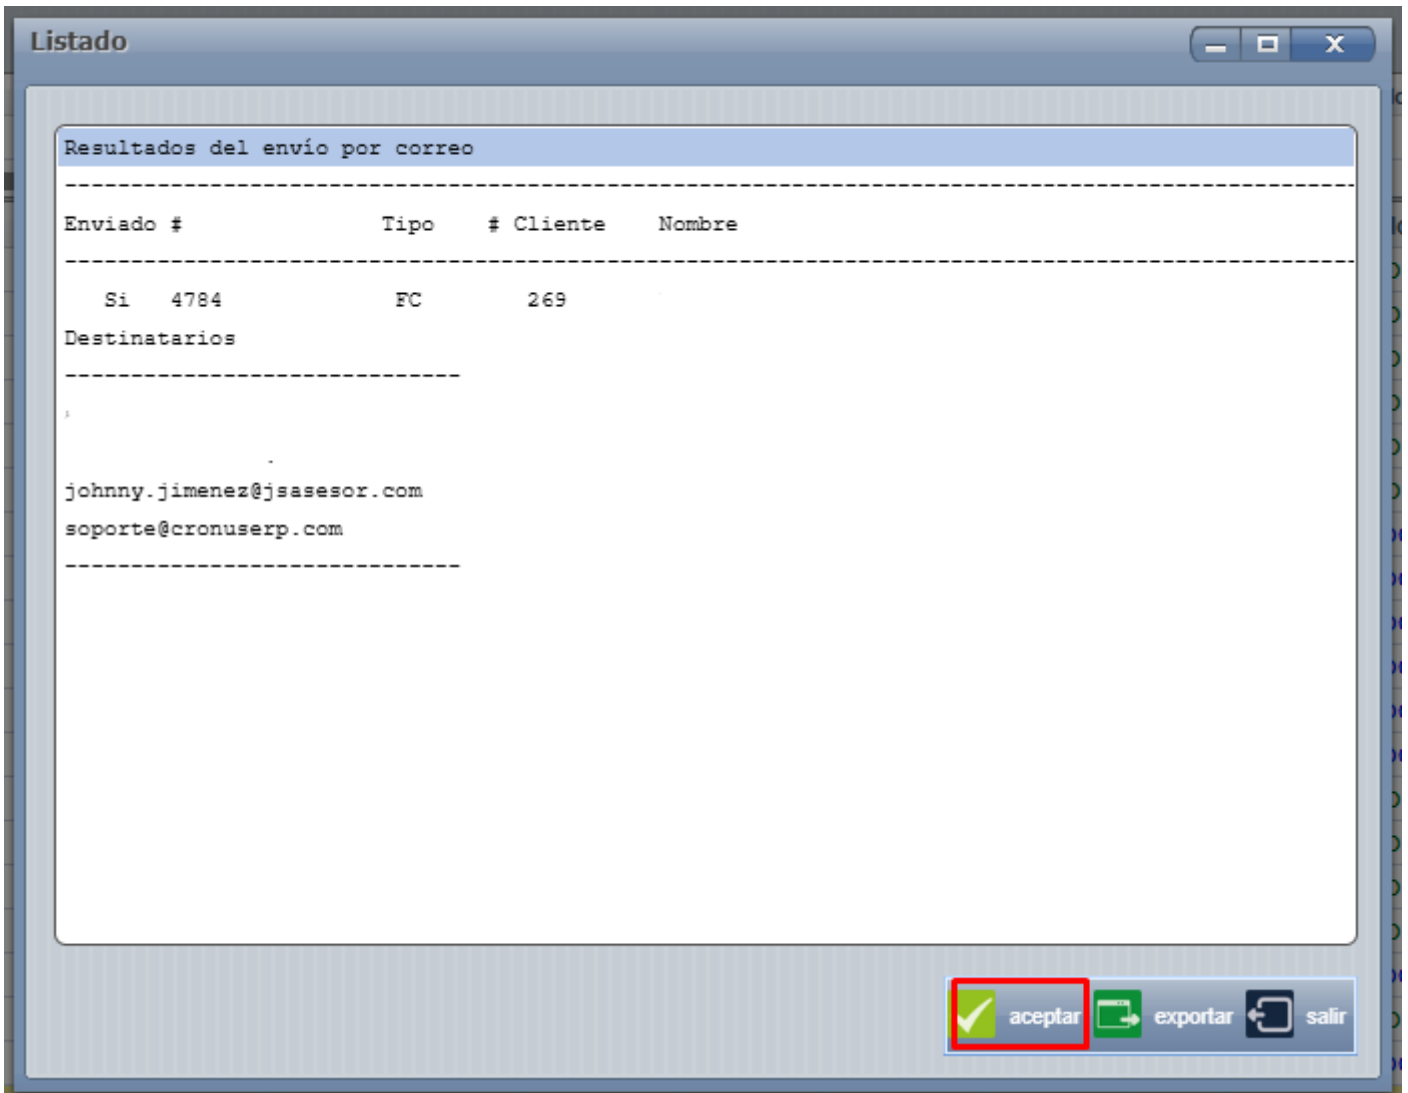 Listado
Resultados del envío por correo
--------------------------------------------------------------------------------------------------
Enviado # Tipo # Cliente Nombre
--------------------------------------------------------------------------------------------------
Si 4784 FC 269
Destinatarios
------------------------------
johnny.jimenez@jsasesor.com
soporte@cronuserp.com
------------------------------
aceptar exportar salir